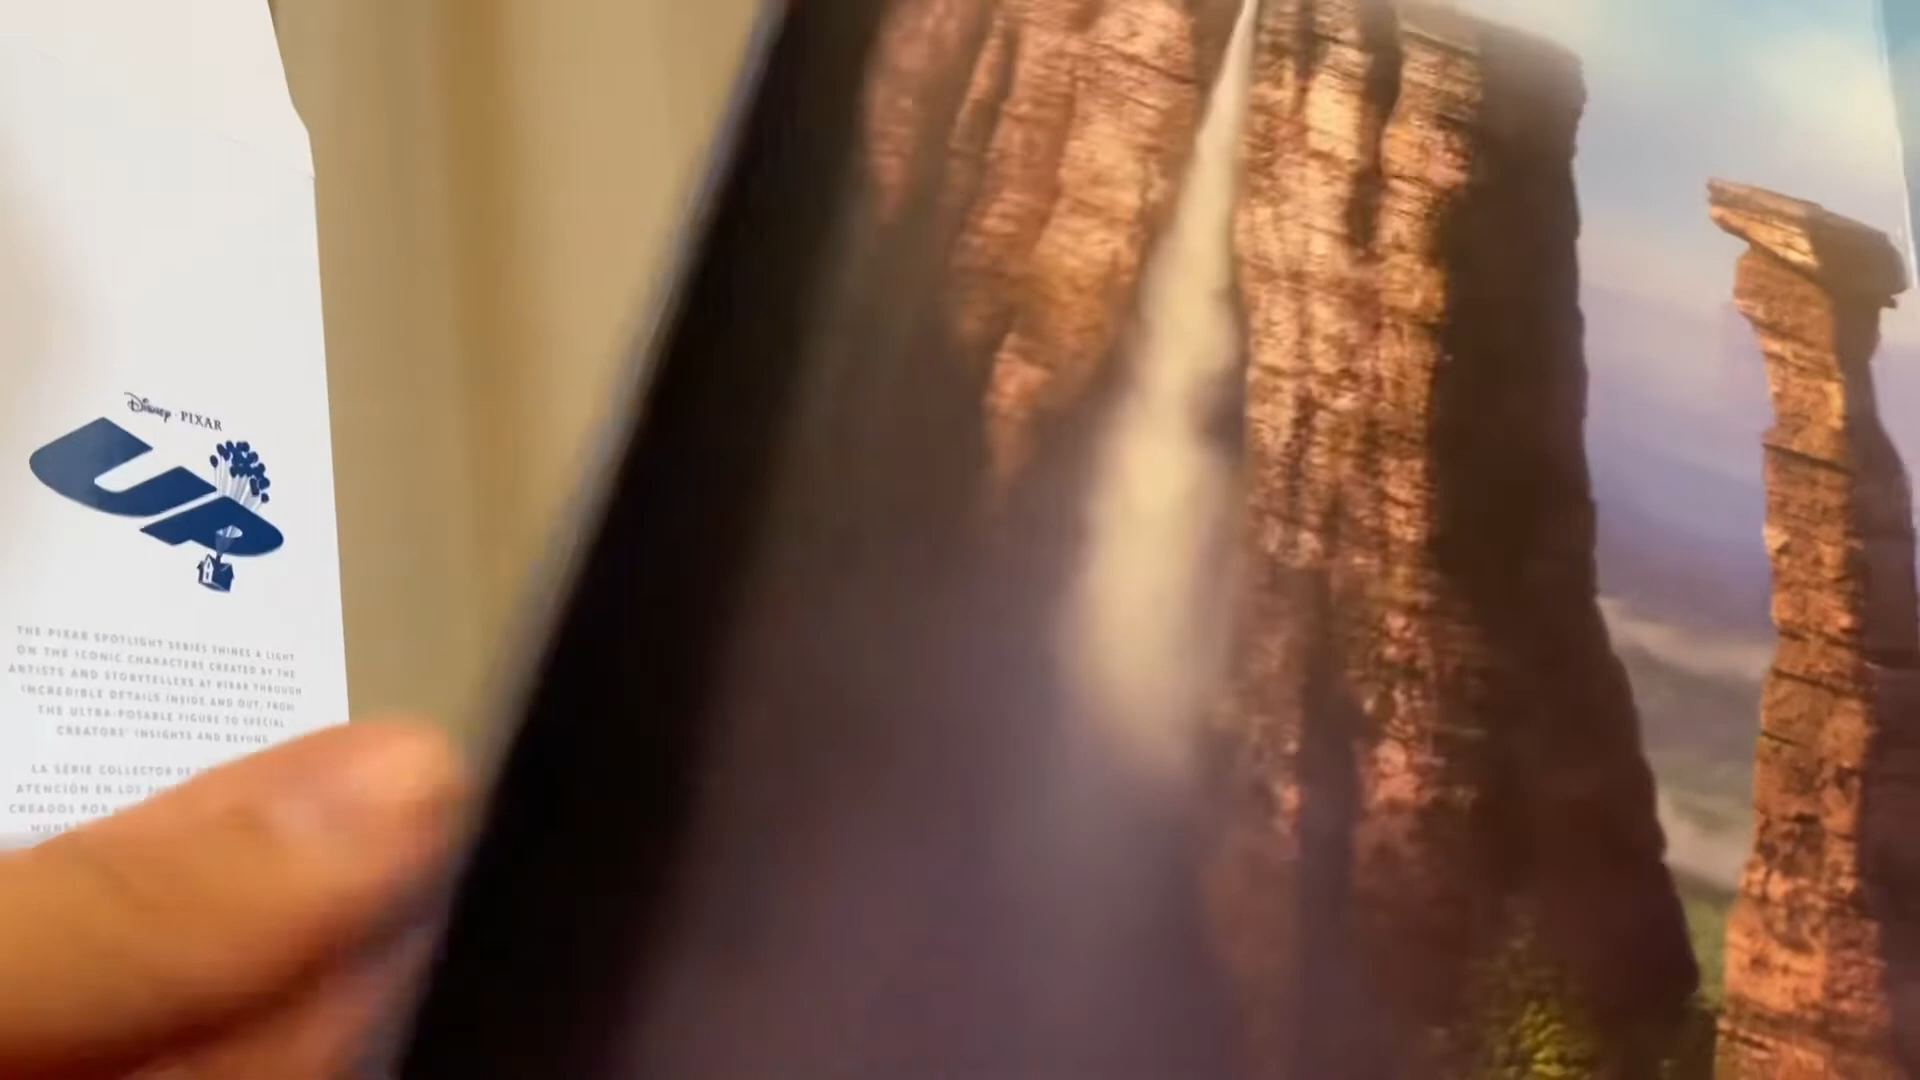 Disney · PIXAR
UP
THE PIXAR SPOTLIGHT SERIES SHINES A LIGHT
ON THE ICONIC CHARACTERS CREATED BY THE
ARTISTS AND STORYTELLERS AT PIXAR THROUGH
INCREDIBLE DETAILS INSIDE AND OUT, FROM
THE ULTRA-POSABLE FIGURE TO SPECIAL
CREATORS' INSIGHTS AND BEYOND.
LA SÉRIE COLLECTOR DE
ATENCIÓN EN LOS
CREADOS POR